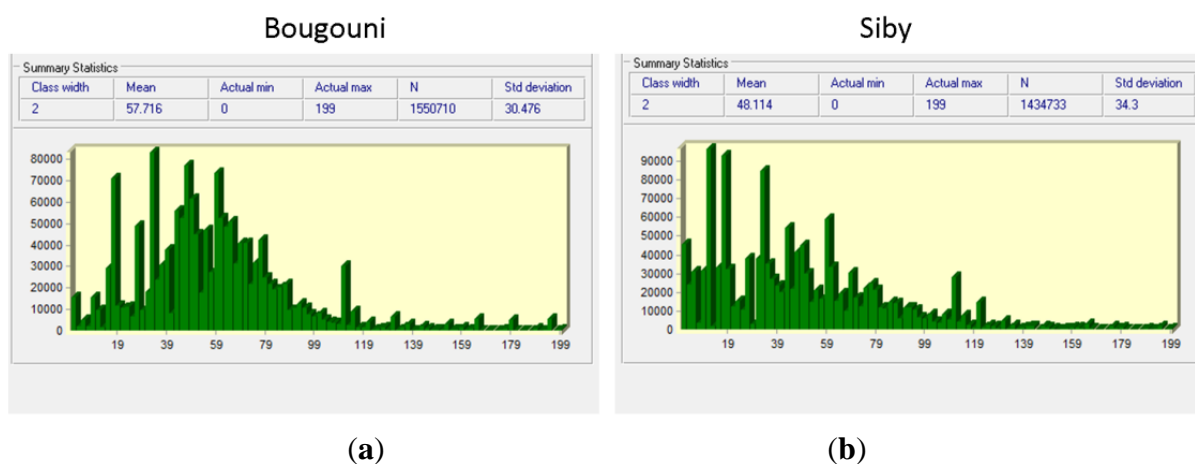 Bougouni
Summary Statistics
Class width Mean Actual min Actual max N Std deviation
2 57.716 0 199 1550710 30.476
80000
70000
60000
50000
40000
30000
20000
10000
0
19 39 59 79 99 119 139 159 179 199
(a)
Siby
Summary Statistics
Class width Mean Actual min Actual max N Std deviation
2 48.114 0 199 1434733 34.3
90000
80000
70000
60000
50000
40000
30000
20000
10000
0
19 39 59 79 99 119 139 159 179 199
(b)